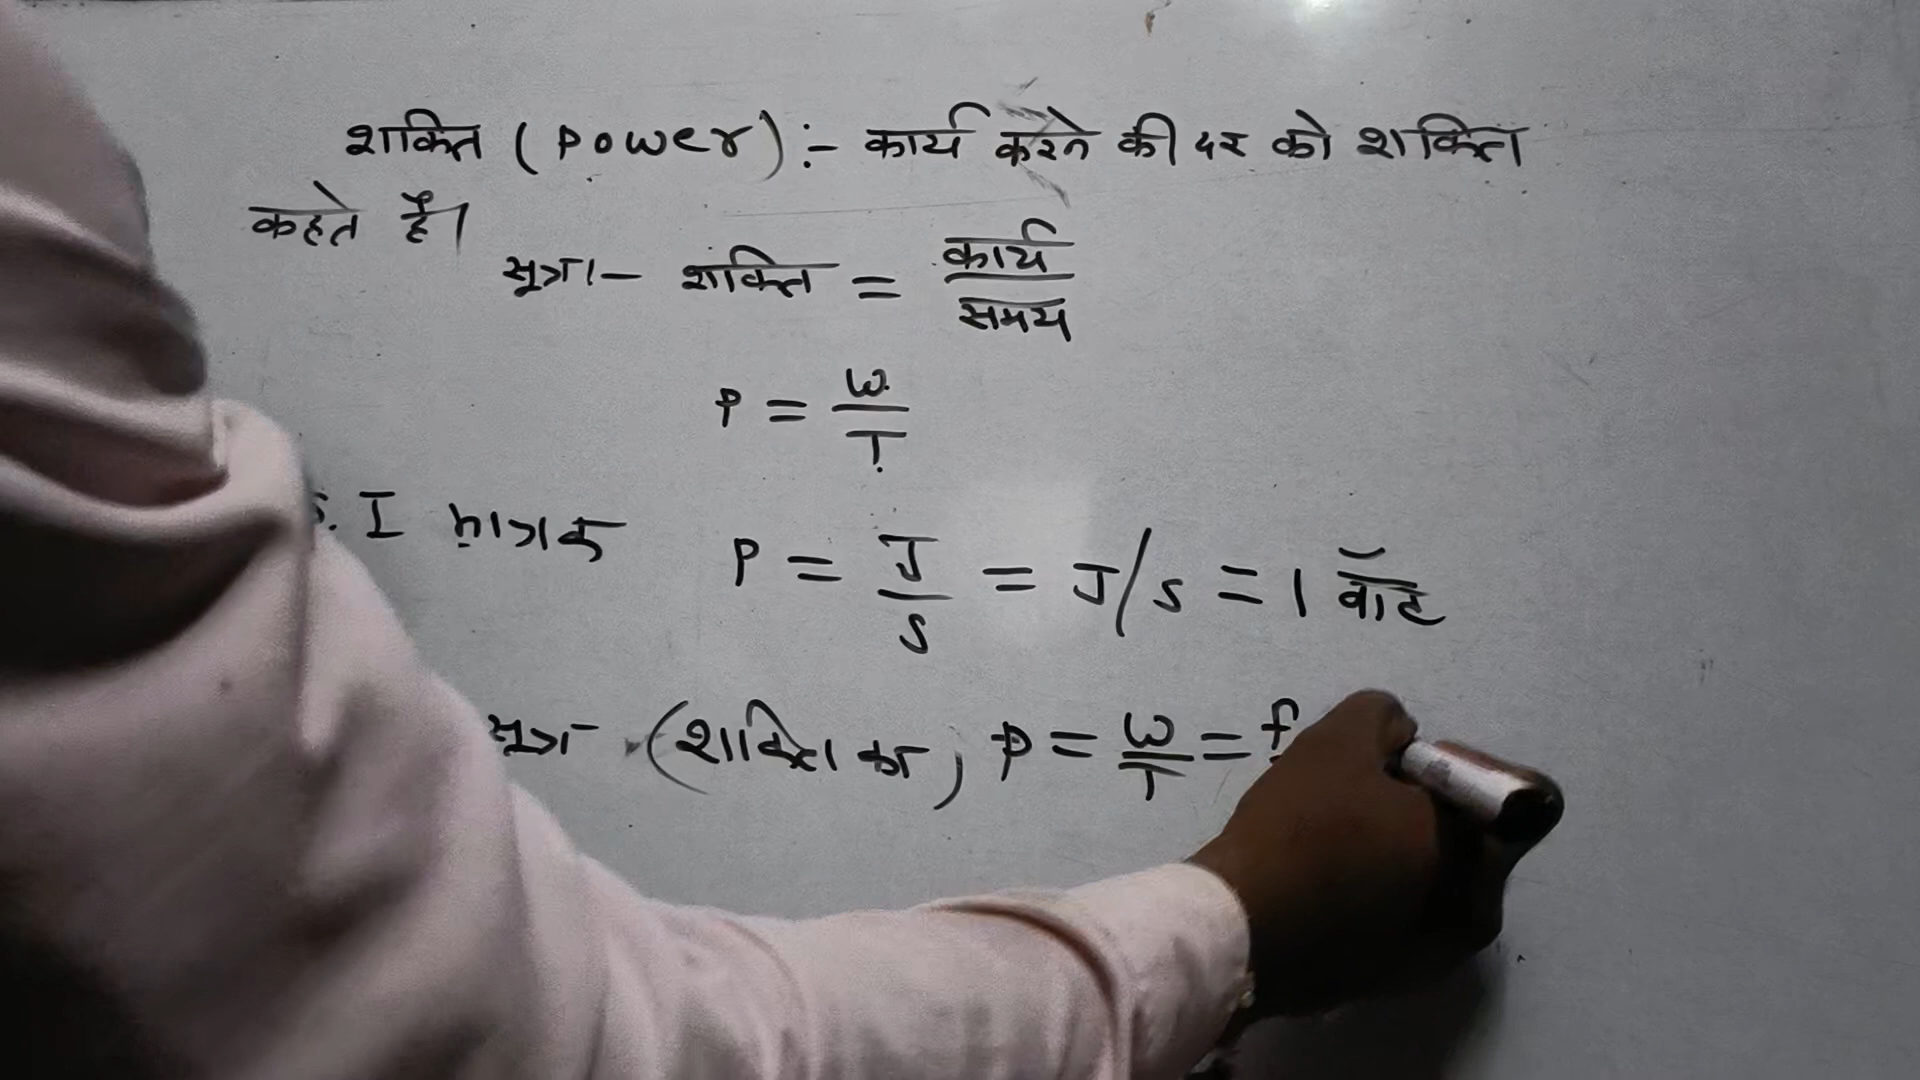 शक्ति (Power) :- कार्य करने की दर को शक्ति
कहते है।
सूत्र।- शक्ति = कार्य / समय
P = W / T
S. I मात्रक P = J / S = J/S = 1 वाट
सूत्र (शक्ति का) P = W / T = f